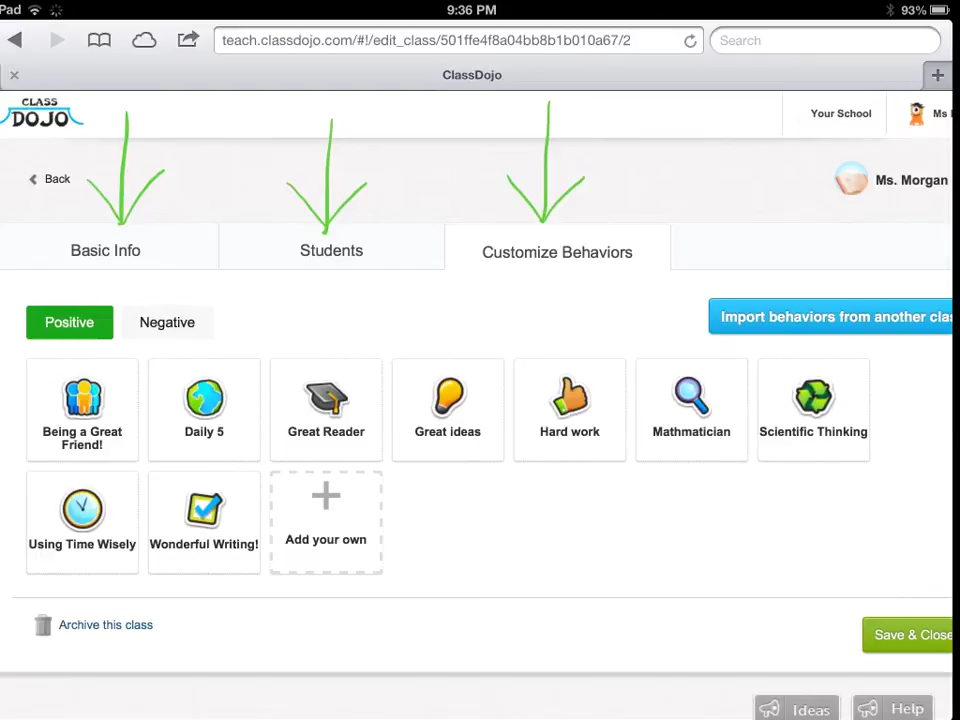 Pad
9:36 PM
93%
teach.classdojo.com/#!/edit_class/501ffe4f8a04bb8b1b010a67/2
Search
ClassDojo
CLASS
DOJO
Your School
Ms
Back
Ms. Morgan
Basic Info
Students
Customize Behaviors
Positive
Negative
Import behaviors from another clas
Being a Great
Friend!
Daily 5
Great Reader
Great ideas
Hard work
Mathmatician
Scientific Thinking
Using Time Wisely
Wonderful Writing!
Add your own
Archive this class
Save & Close
Ideas
Help